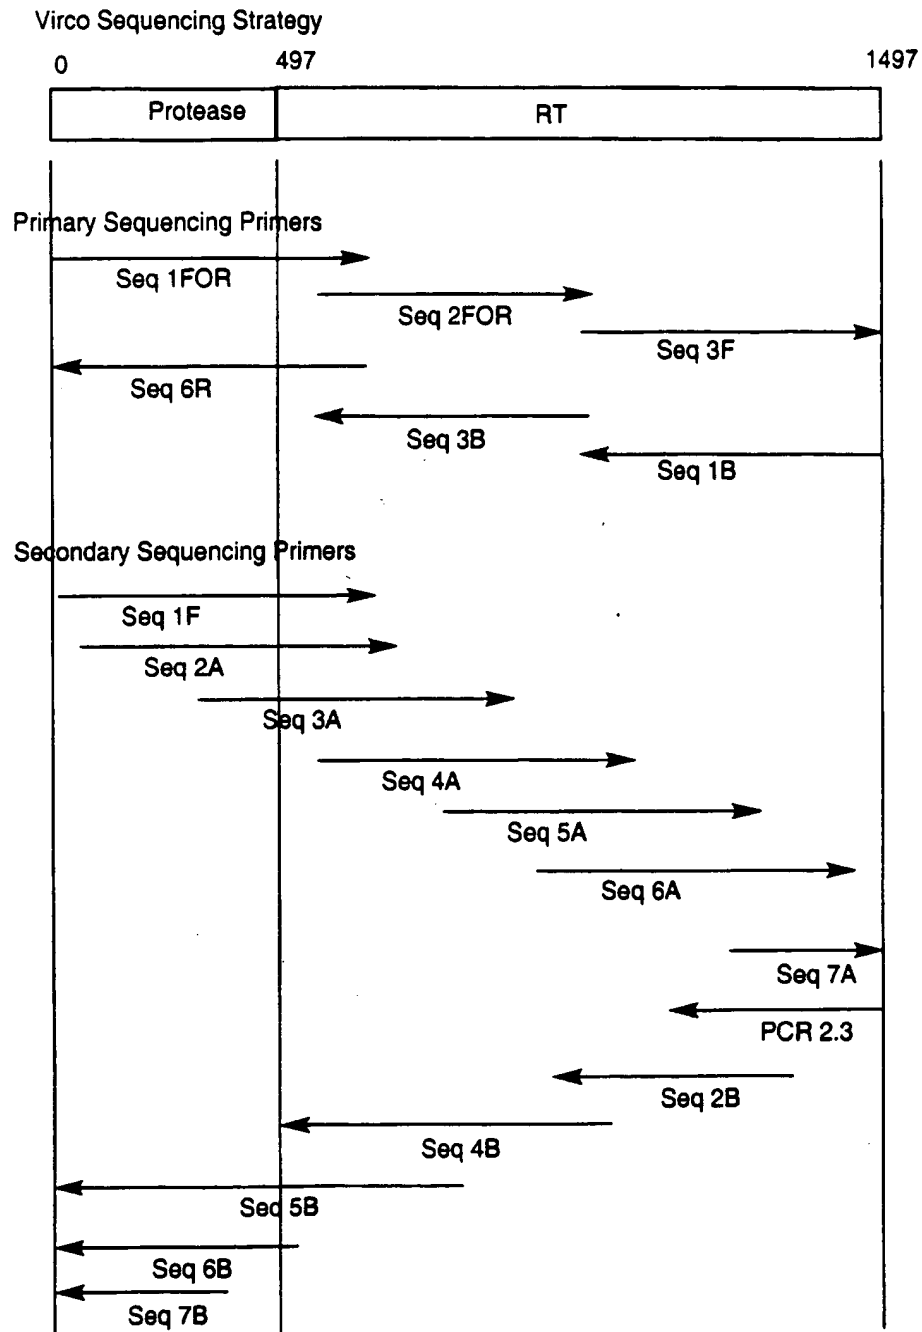 Virco Sequencing Strategy
0 497 1497
Protease RT
Primary Sequencing Primers
Seq 1FOR
Seq 2FOR
Seq 3F
Seq 6R
Seq 3B
Seq 1B
Secondary Sequencing Primers
Seq 1F
Seq 2A
Seq 3A
Seq 4A
Seq 5A
Seq 6A
Seq 7A
PCR 2.3
Seq 2B
Seq 4B
Seq 5B
Seq 6B
Seq 7B